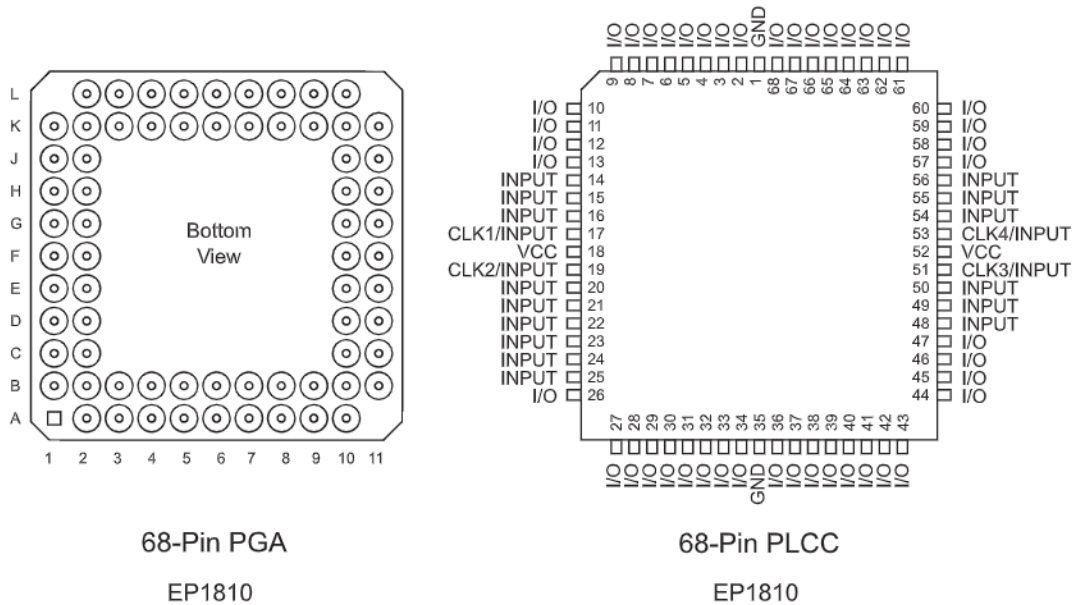 L
K
J
H
G
F
E
D
C
B
A
1 2 3 4 5 6 7 8 9 10 11
Bottom
View
68-Pin PGA
EP1810
I/O I/O I/O I/O I/O I/O I/O I/O GND I/O I/O I/O I/O I/O I/O I/O I/O
9 8 7 6 5 4 3 2 1 68 67 66 65 64 63 62 61
I/O 10 60 I/O
I/O 11 59 I/O
I/O 12 58 I/O
I/O 13 57 I/O
INPUT 14 56 INPUT
INPUT 15 55 INPUT
INPUT 16 54 INPUT
CLK1/INPUT 17 53 CLK4/INPUT
VCC 18 52 VCC
CLK2/INPUT 19 51 CLK3/INPUT
INPUT 20 50 INPUT
INPUT 21 49 INPUT
INPUT 22 48 INPUT
INPUT 23 47 I/O
INPUT 24 46 I/O
INPUT 25 45 I/O
I/O 26 44 I/O
27 28 29 30 31 32 33 34 35 36 37 38 39 40 41 42 43
I/O I/O I/O I/O I/O I/O I/O I/O GND I/O I/O I/O I/O I/O I/O I/O I/O
68-Pin PLCC
EP1810